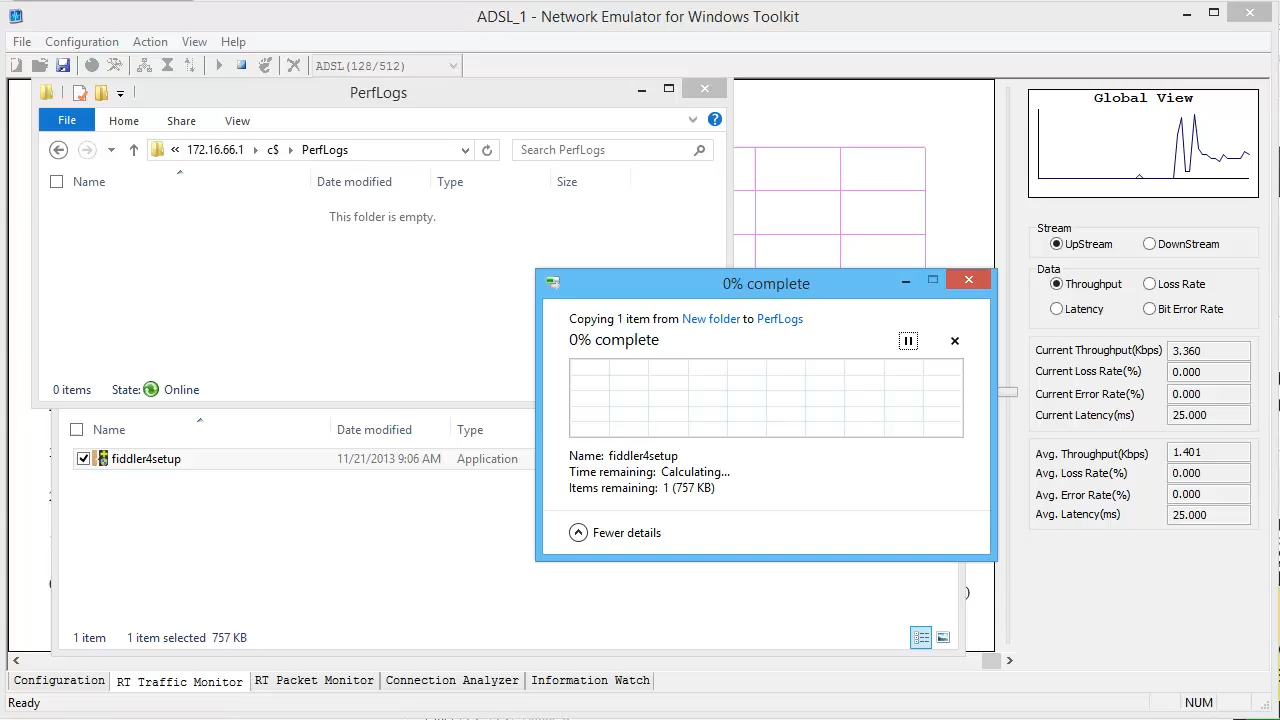 ADSL_1 - Network Emulator for Windows Toolkit
File Configuration Action View Help
ADSL (128/512)
PerfLogs
File Home Share View
172.16.66.1 c$ PerfLogs Search PerfLogs
Name Date modified Type Size
This folder is empty.
0 items State: Online
Name Date modified Type
fiddler4setup 11/21/2013 9:06 AM Application
1 item 1 item selected 757 KB
0% complete
Copying 1 item from New folder to PerfLogs
0% complete
Name: fiddler4setup
Time remaining: Calculating...
Items remaining: 1 (757 KB)
Fewer details
Global View
Stream
UpStream DownStream
Data
Throughput Loss Rate
Latency Bit Error Rate
Current Throughput(Kbps) 3.360
Current Loss Rate(%) 0.000
Current Error Rate(%) 0.000
Current Latency(ms) 25.000
Avg. Throughput(Kbps) 1.401
Avg. Loss Rate(%) 0.000
Avg. Error Rate(%) 0.000
Avg. Latency(ms) 25.000
Configuration RT Traffic Monitor RT Packet Monitor Connection Analyzer Information Watch
Ready NUM